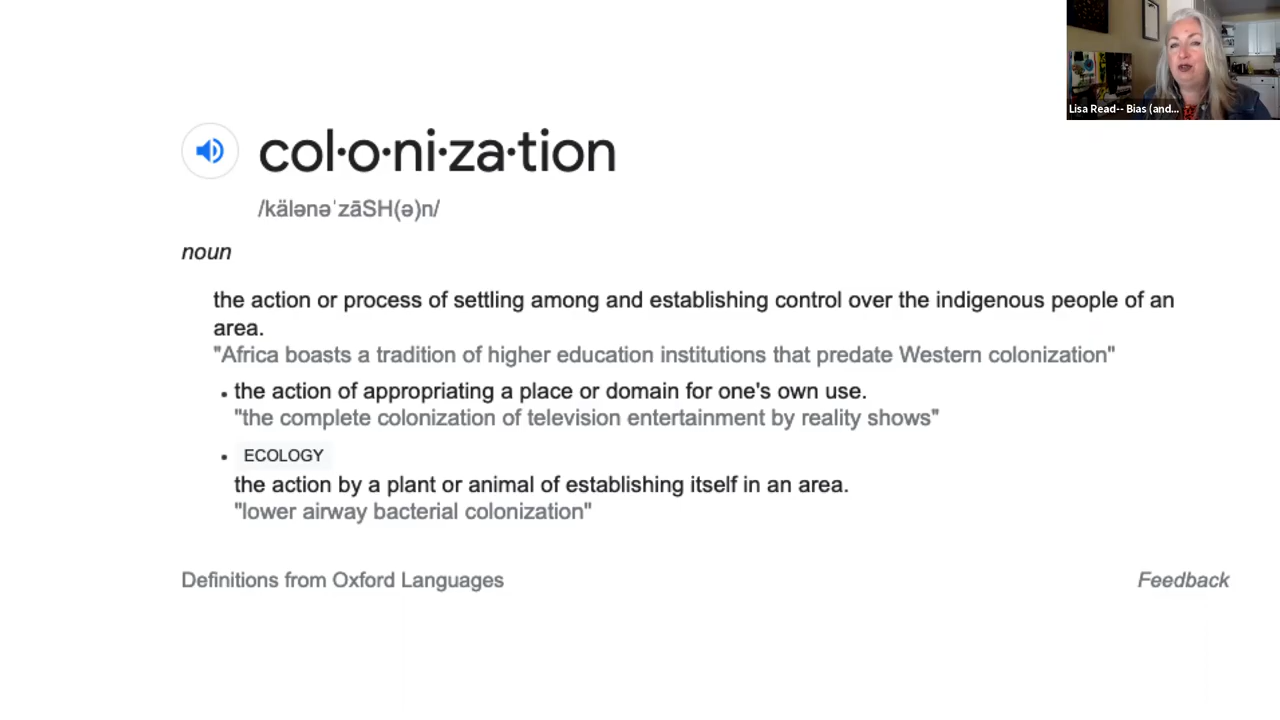 Lisa Read-- Bias (and...
col·o·ni·za·tion
/kälənəˈzāSH(ə)n/
noun
the action or process of settling among and establishing control over the indigenous people of an
area.
"Africa boasts a tradition of higher education institutions that predate Western colonization"
• the action of appropriating a place or domain for one's own use.
"the complete colonization of television entertainment by reality shows"
• ECOLOGY
the action by a plant or animal of establishing itself in an area.
"lower airway bacterial colonization"
Definitions from Oxford Languages
Feedback